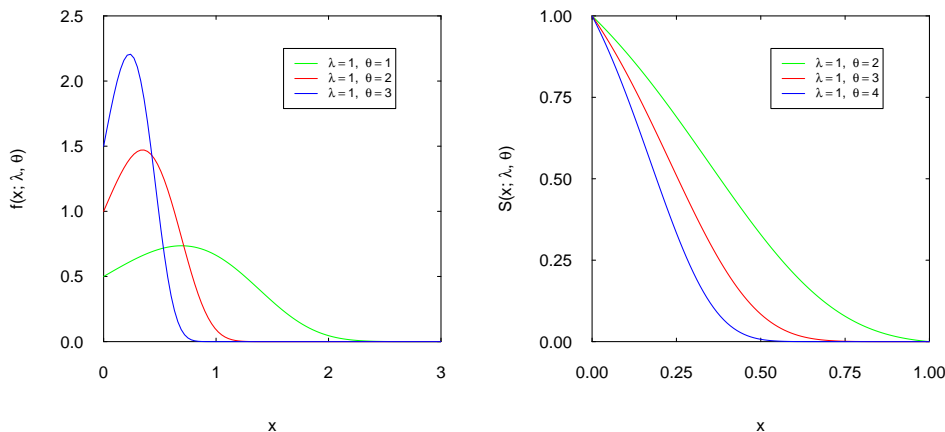 f(x; λ, θ)
2.5
2.0
1.5
1.0
0.5
0.0
0 1 2 3
x
λ = 1, θ = 1
λ = 1, θ = 2
λ = 1, θ = 3
S(x; λ, θ)
1.00
0.75
0.50
0.25
0.00
0.00 0.25 0.50 0.75 1.00
x
λ = 1, θ = 2
λ = 1, θ = 3
λ = 1, θ = 4